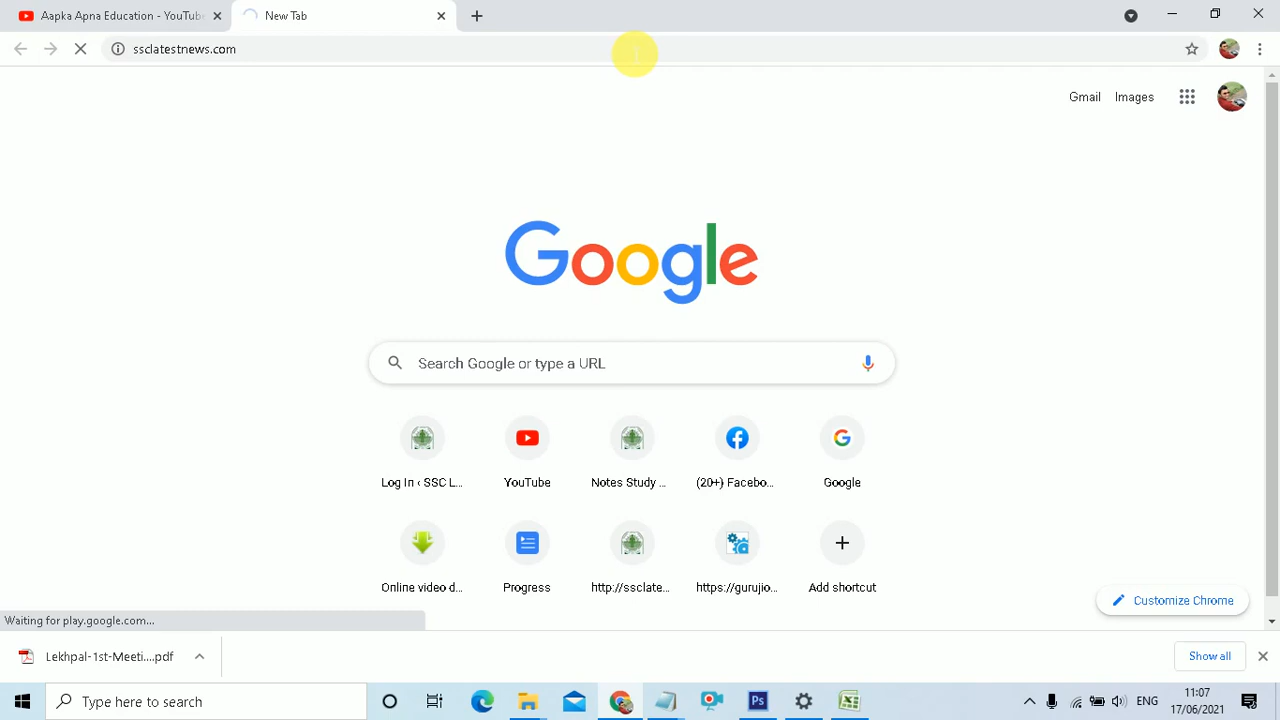 Aapka Apna Education - YouTube
New Tab
ssclatestnews.com
Gmail
Images
Google
Search Google or type a URL
Log In ‹ SSC L...
YouTube
Notes Study ...
(20+) Facebo...
Google
Online video d...
Progress
http://ssclate...
https://gurujio...
Add shortcut
Customize Chrome
Waiting for play.google.com...
Lekhpal-1st-Meeti....pdf
Show all
Type here to search
Ps
ENG
11:07
17/06/2021